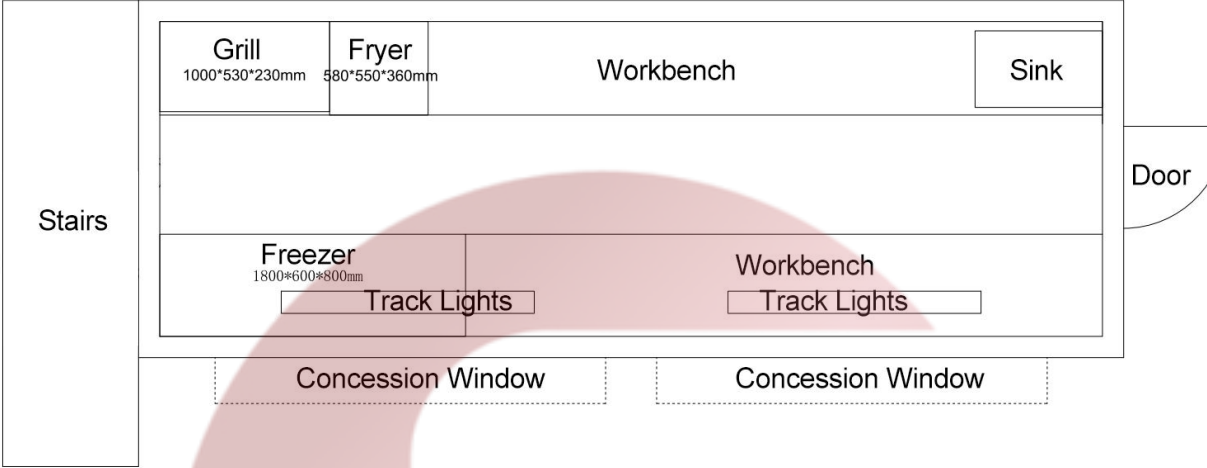 Grill
1000*530*230mm
Fryer
580*550*360mm
Workbench
Sink
Door
Stairs
Freezer
1800*600*800mm
Workbench
Track Lights
Track Lights
Concession Window
Concession Window